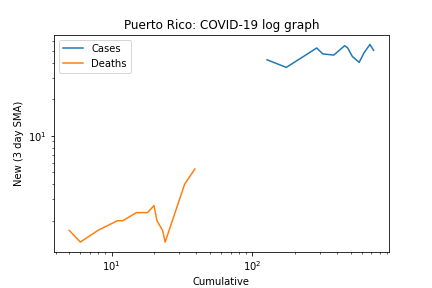 Puerto Rico: COVID-19 log graph
Cases
Deaths
New (3 day SMA)
10¹
10¹ 10²
Cumulative